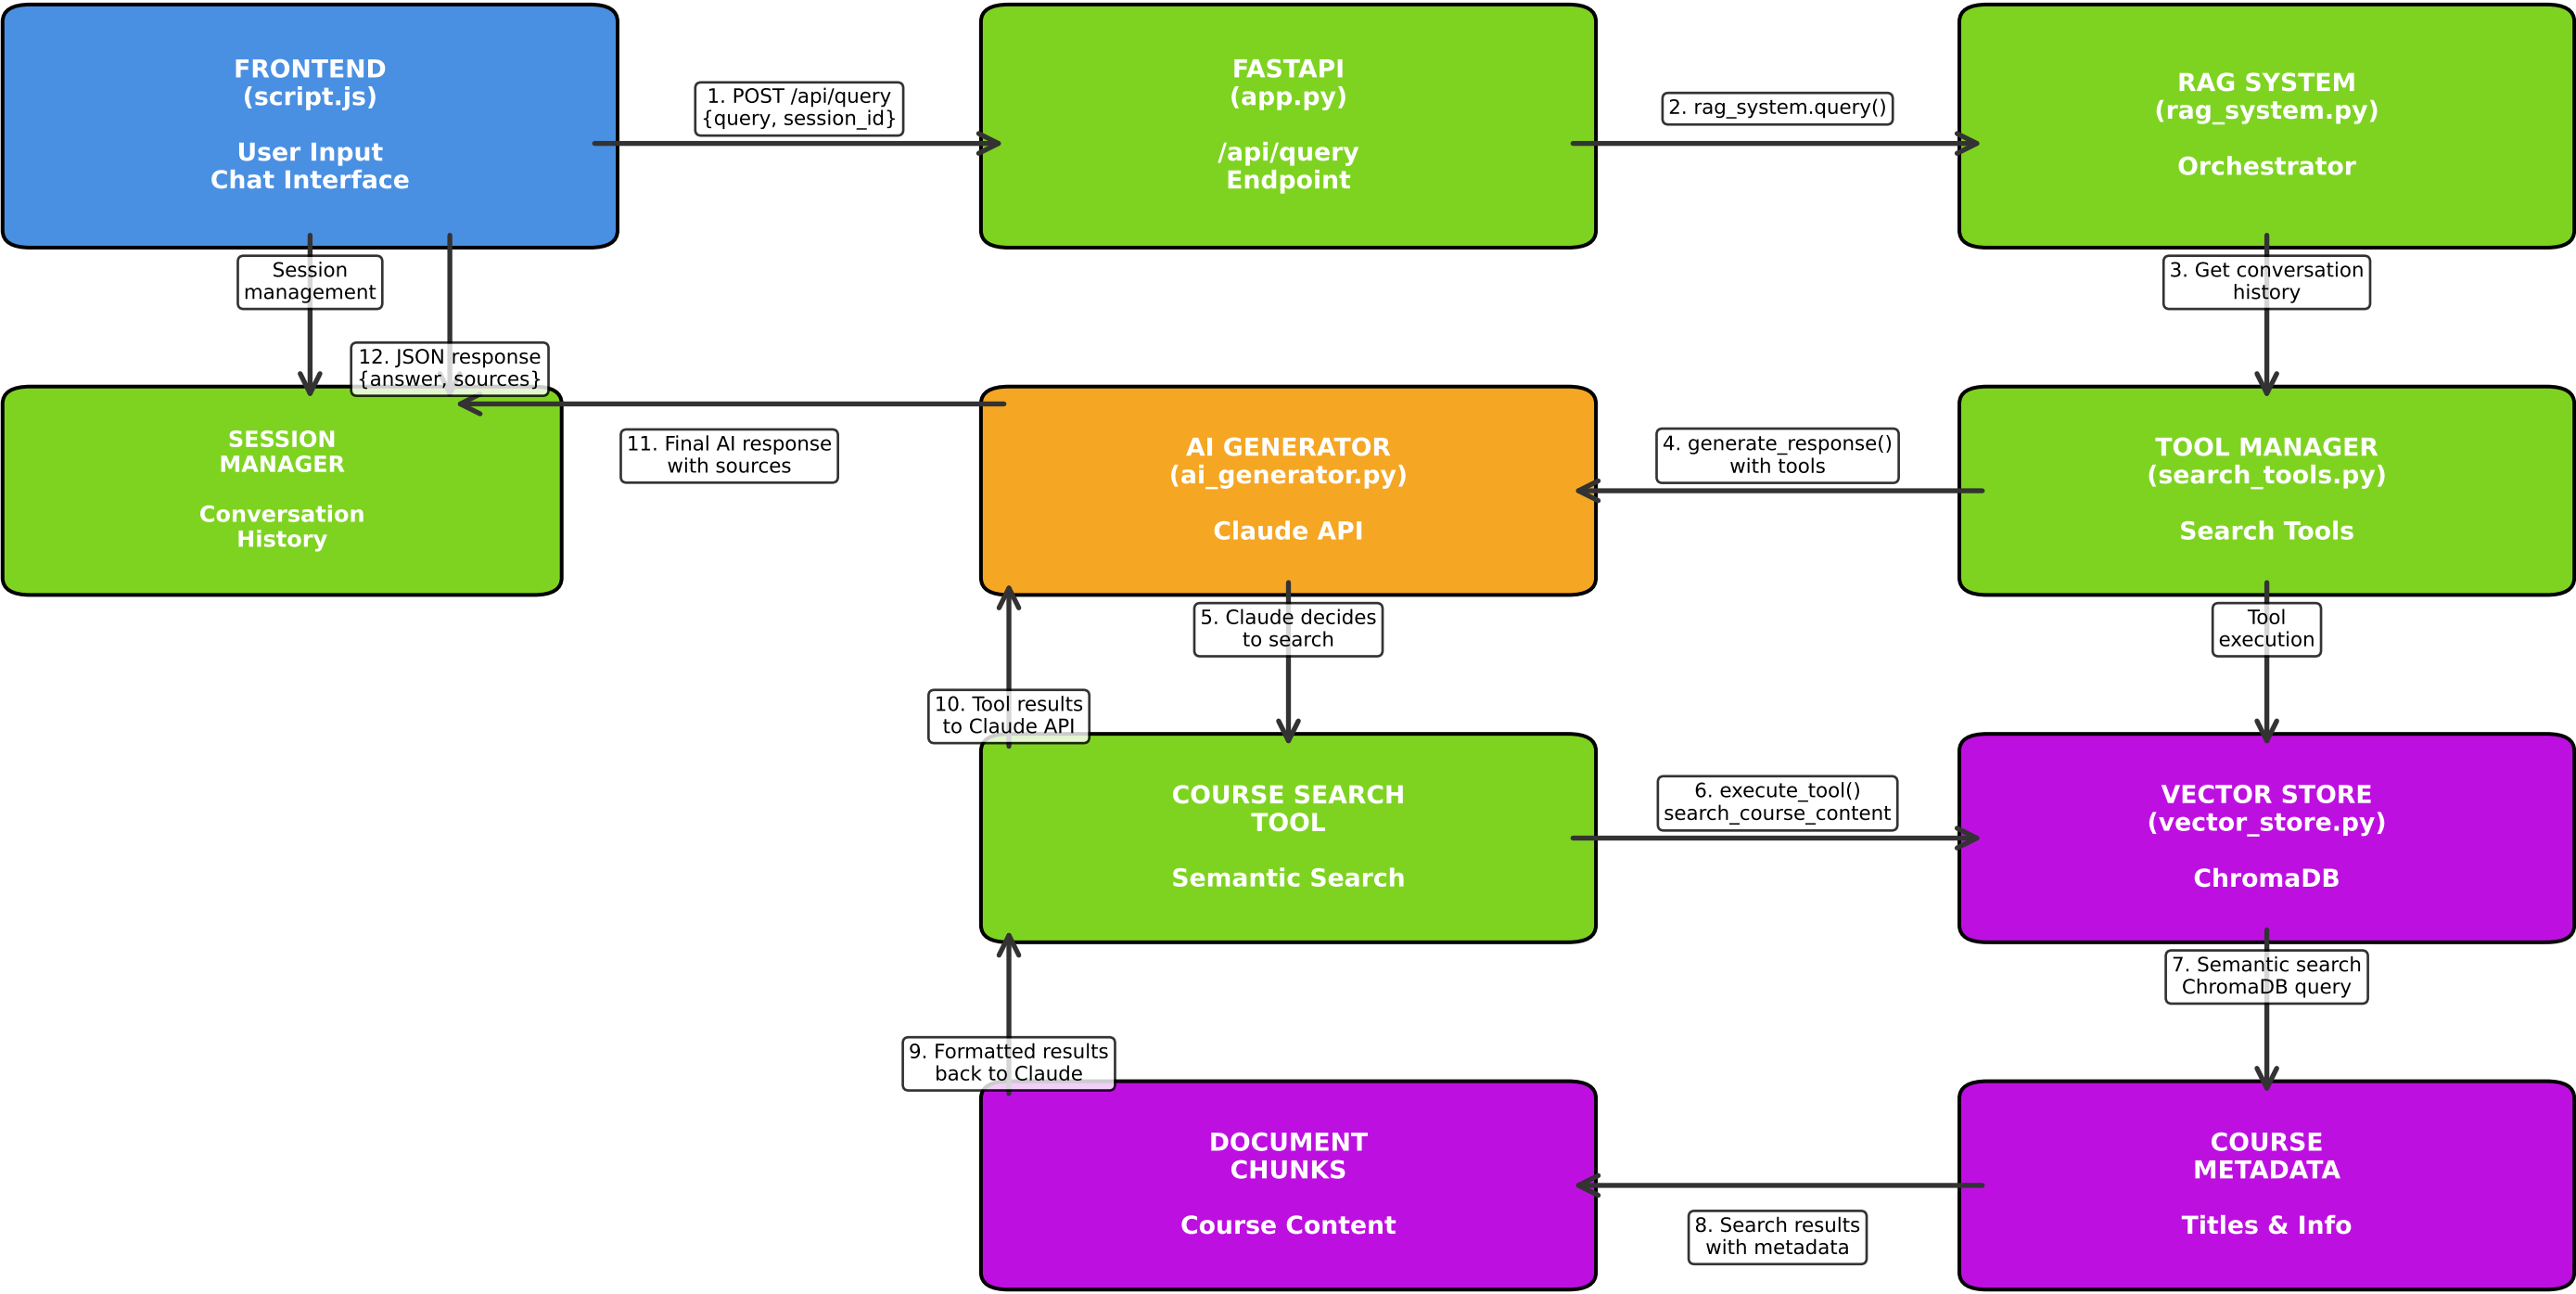 FRONTEND
(script.js)
User Input
Chat Interface
1. POST /api/query
{query, session_id}
FASTAPI
(app.py)
/api/query
Endpoint
2. rag_system.query()
RAG SYSTEM
(rag_system.py)
Orchestrator
Session
management
12. JSON response
{answer, sources}
3. Get conversation
history
SESSION
MANAGER
Conversation
History
11. Final AI response
with sources
AI GENERATOR
(ai_generator.py)
Claude API
4. generate_response()
with tools
TOOL MANAGER
(search_tools.py)
Search Tools
5. Claude decides
to search
Tool
execution
10. Tool results
to Claude API
COURSE SEARCH
TOOL
Semantic Search
6. execute_tool()
search_course_content
VECTOR STORE
(vector_store.py)
ChromaDB
7. Semantic search
ChromaDB query
9. Formatted results
back to Claude
DOCUMENT
CHUNKS
Course Content
8. Search results
with metadata
COURSE
METADATA
Titles & Info